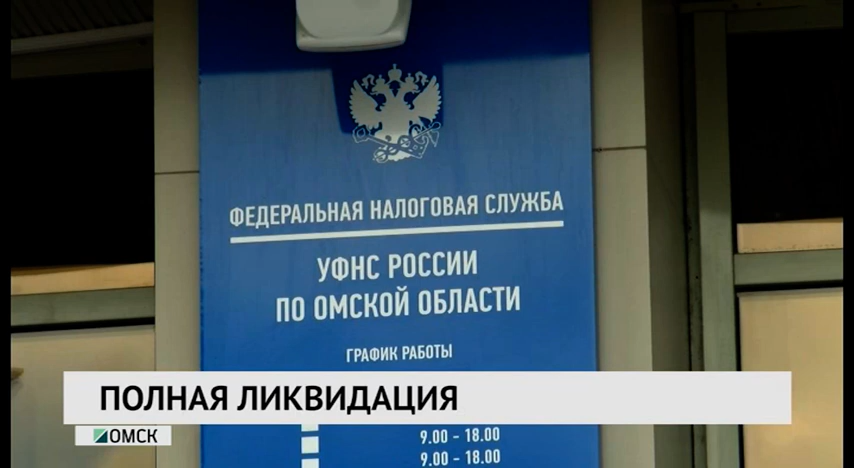 ФЕДЕРАЛЬНАЯ НАЛОГОВАЯ СЛУЖБА
УФНС РОССИИ
ПО ОМСКОЙ ОБЛАСТИ
ГРАФИК РАБОТЫ
ПОЛНАЯ ЛИКВИДАЦИЯ
ОМСК
9.00 - 18.00
9.00 - 18.00